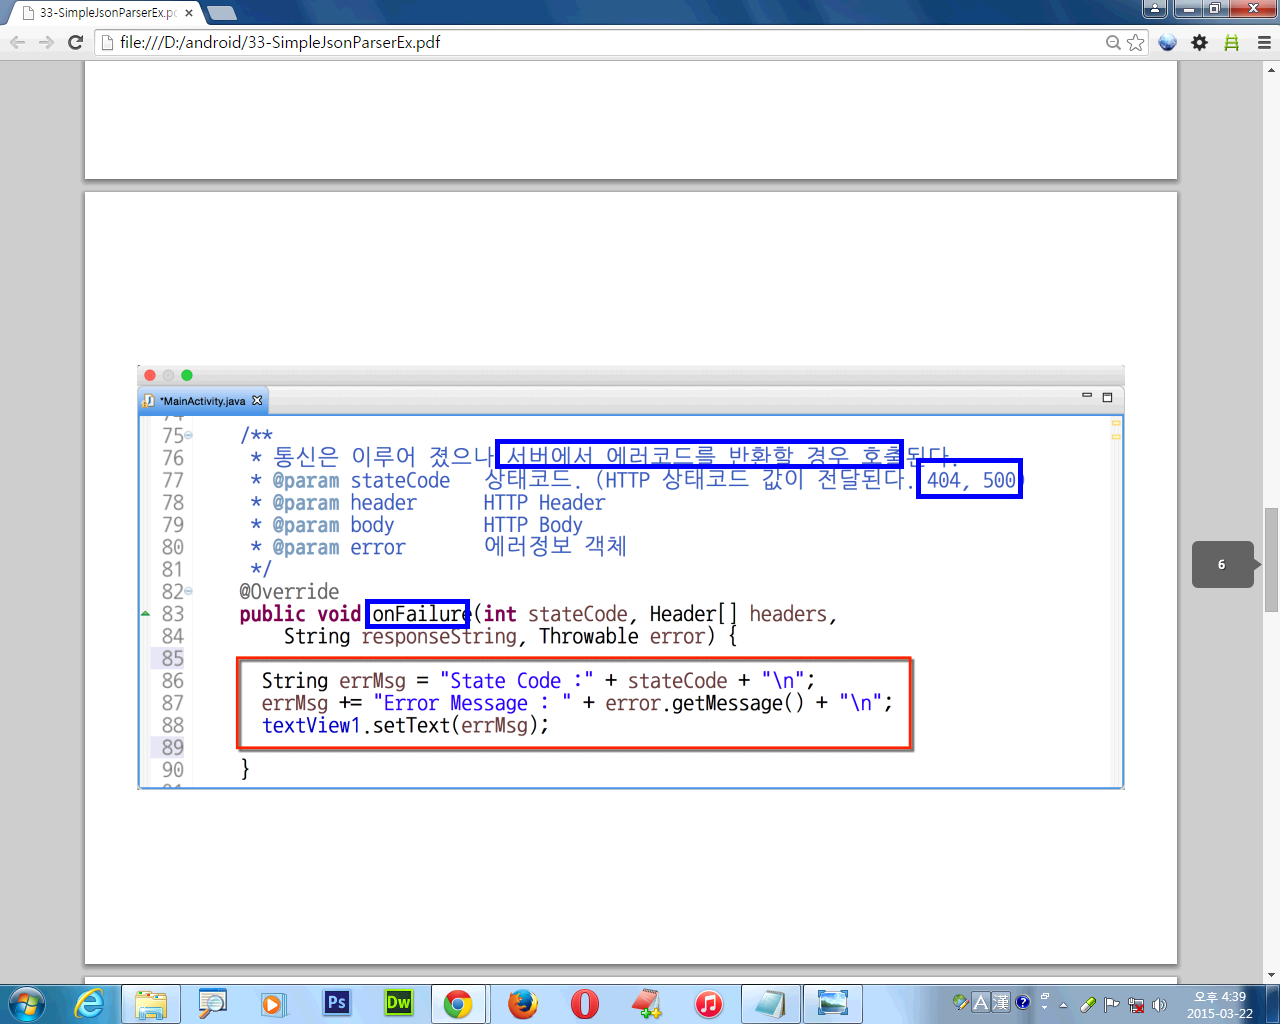 33-SimpleJsonParserEx.pd
file:///D:/android/33-SimpleJsonParserEx.pdf
*MainActivity.java
75 /**
76 * 통신은 이루어 졌으나 서버에서 에러코드를 반환할 경우 호출된다.
77 * @param stateCode 상태코드. (HTTP 상태코드 값이 전달된다. 404, 500)
78 * @param header HTTP Header
79 * @param body HTTP Body
80 * @param error 에러정보 객체
81 */
82 @Override
83 public void onFailure(int stateCode, Header[] headers,
84 String responseString, Throwable error) {
85
86 String errMsg = "State Code :" + stateCode + "\n";
87 errMsg += "Error Message : " + error.getMessage() + "\n";
88 textView1.setText(errMsg);
89
90 }
6
Ps
Dw
A 漢
오후 4:39
2015-03-22